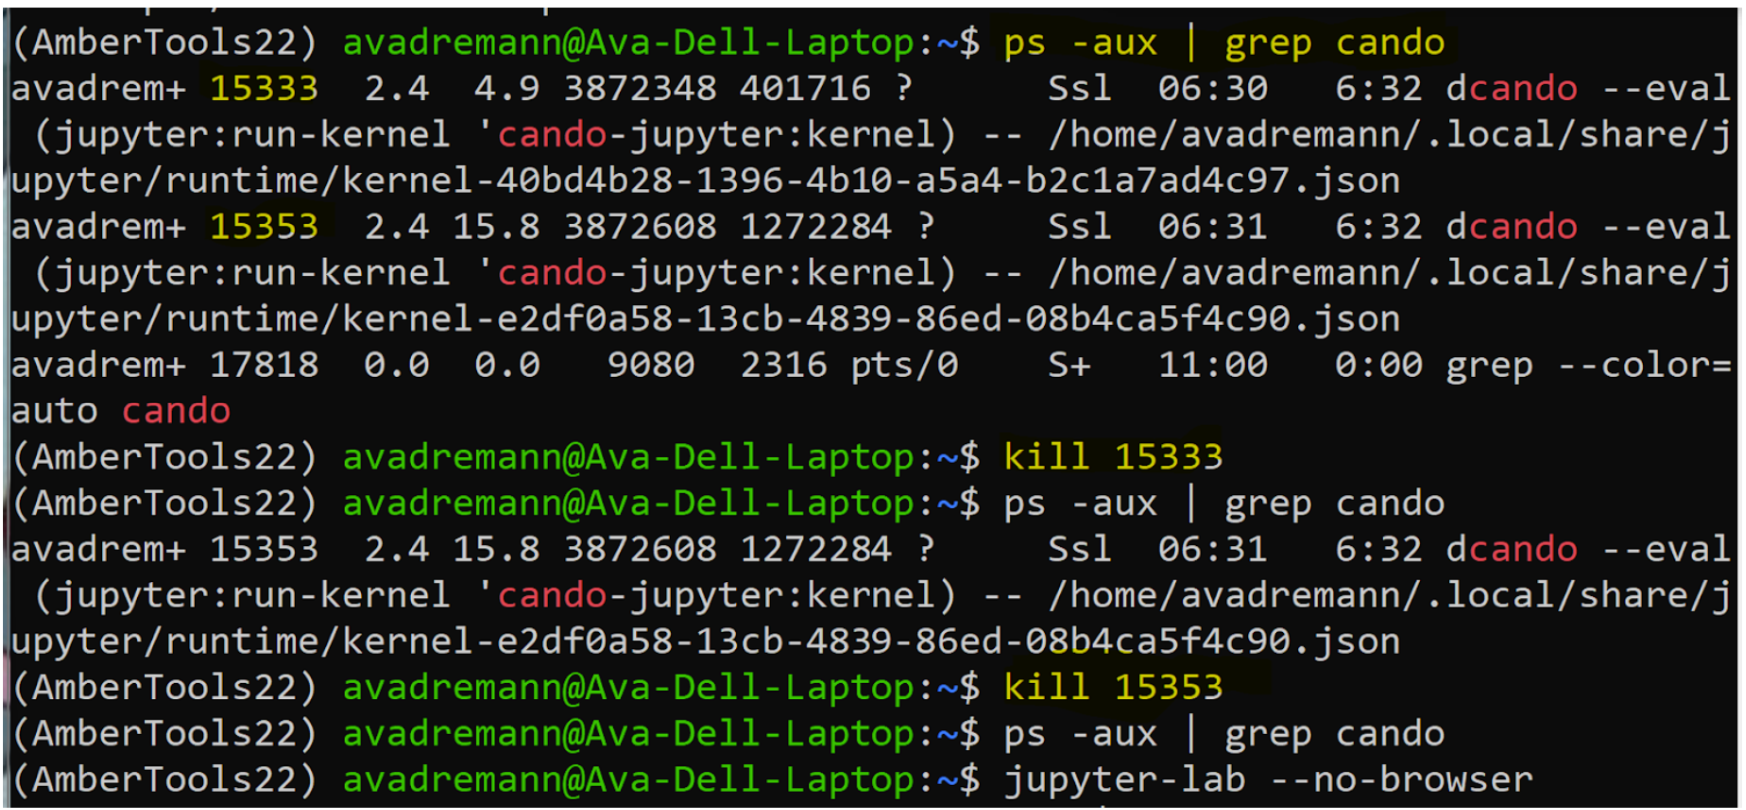 (AmberTools22) avadremann@Ava-Dell-Laptop:~$ ps -aux | grep cando
avadrem+ 15333  2.4  4.9 3872348 401716 ?      Ssl  06:30   6:32 dcando --eval
 (jupyter:run-kernel 'cando-jupyter:kernel) -- /home/avadremann/.local/share/j
upyter/runtime/kernel-40bd4b28-1396-4b10-a5a4-b2c1a7ad4c97.json
avadrem+ 15353  2.4 15.8 3872608 1272284 ?     Ssl  06:31   6:32 dcando --eval
 (jupyter:run-kernel 'cando-jupyter:kernel) -- /home/avadremann/.local/share/j
upyter/runtime/kernel-e2df0a58-13cb-4839-86ed-08b4ca5f4c90.json
avadrem+ 17818  0.0  0.0   9080  2316 pts/0    S+   11:00   0:00 grep --color=
auto cando
(AmberTools22) avadremann@Ava-Dell-Laptop:~$ kill 15333
(AmberTools22) avadremann@Ava-Dell-Laptop:~$ ps -aux | grep cando
avadrem+ 15353  2.4 15.8 3872608 1272284 ?     Ssl  06:31   6:32 dcando --eval
 (jupyter:run-kernel 'cando-jupyter:kernel) -- /home/avadremann/.local/share/j
upyter/runtime/kernel-e2df0a58-13cb-4839-86ed-08b4ca5f4c90.json
(AmberTools22) avadremann@Ava-Dell-Laptop:~$ kill 15353
(AmberTools22) avadremann@Ava-Dell-Laptop:~$ ps -aux | grep cando
(AmberTools22) avadremann@Ava-Dell-Laptop:~$ jupyter-lab --no-browser